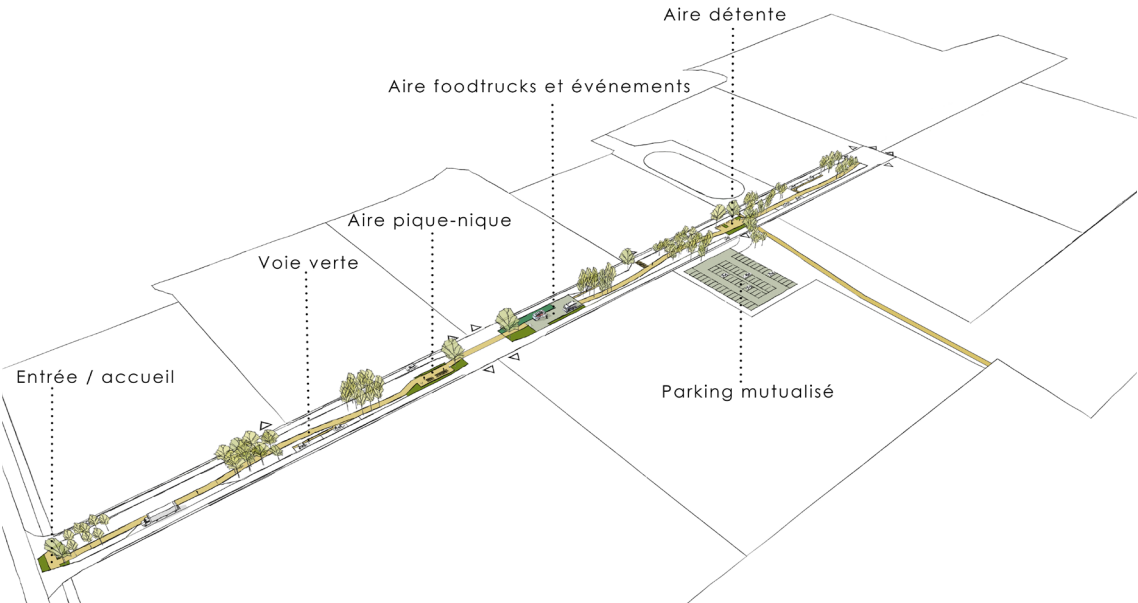 Aire détente
Aire foodtrucks et événements
Aire pique-nique
Voie verte
Entrée / accueil
Parking mutualisé